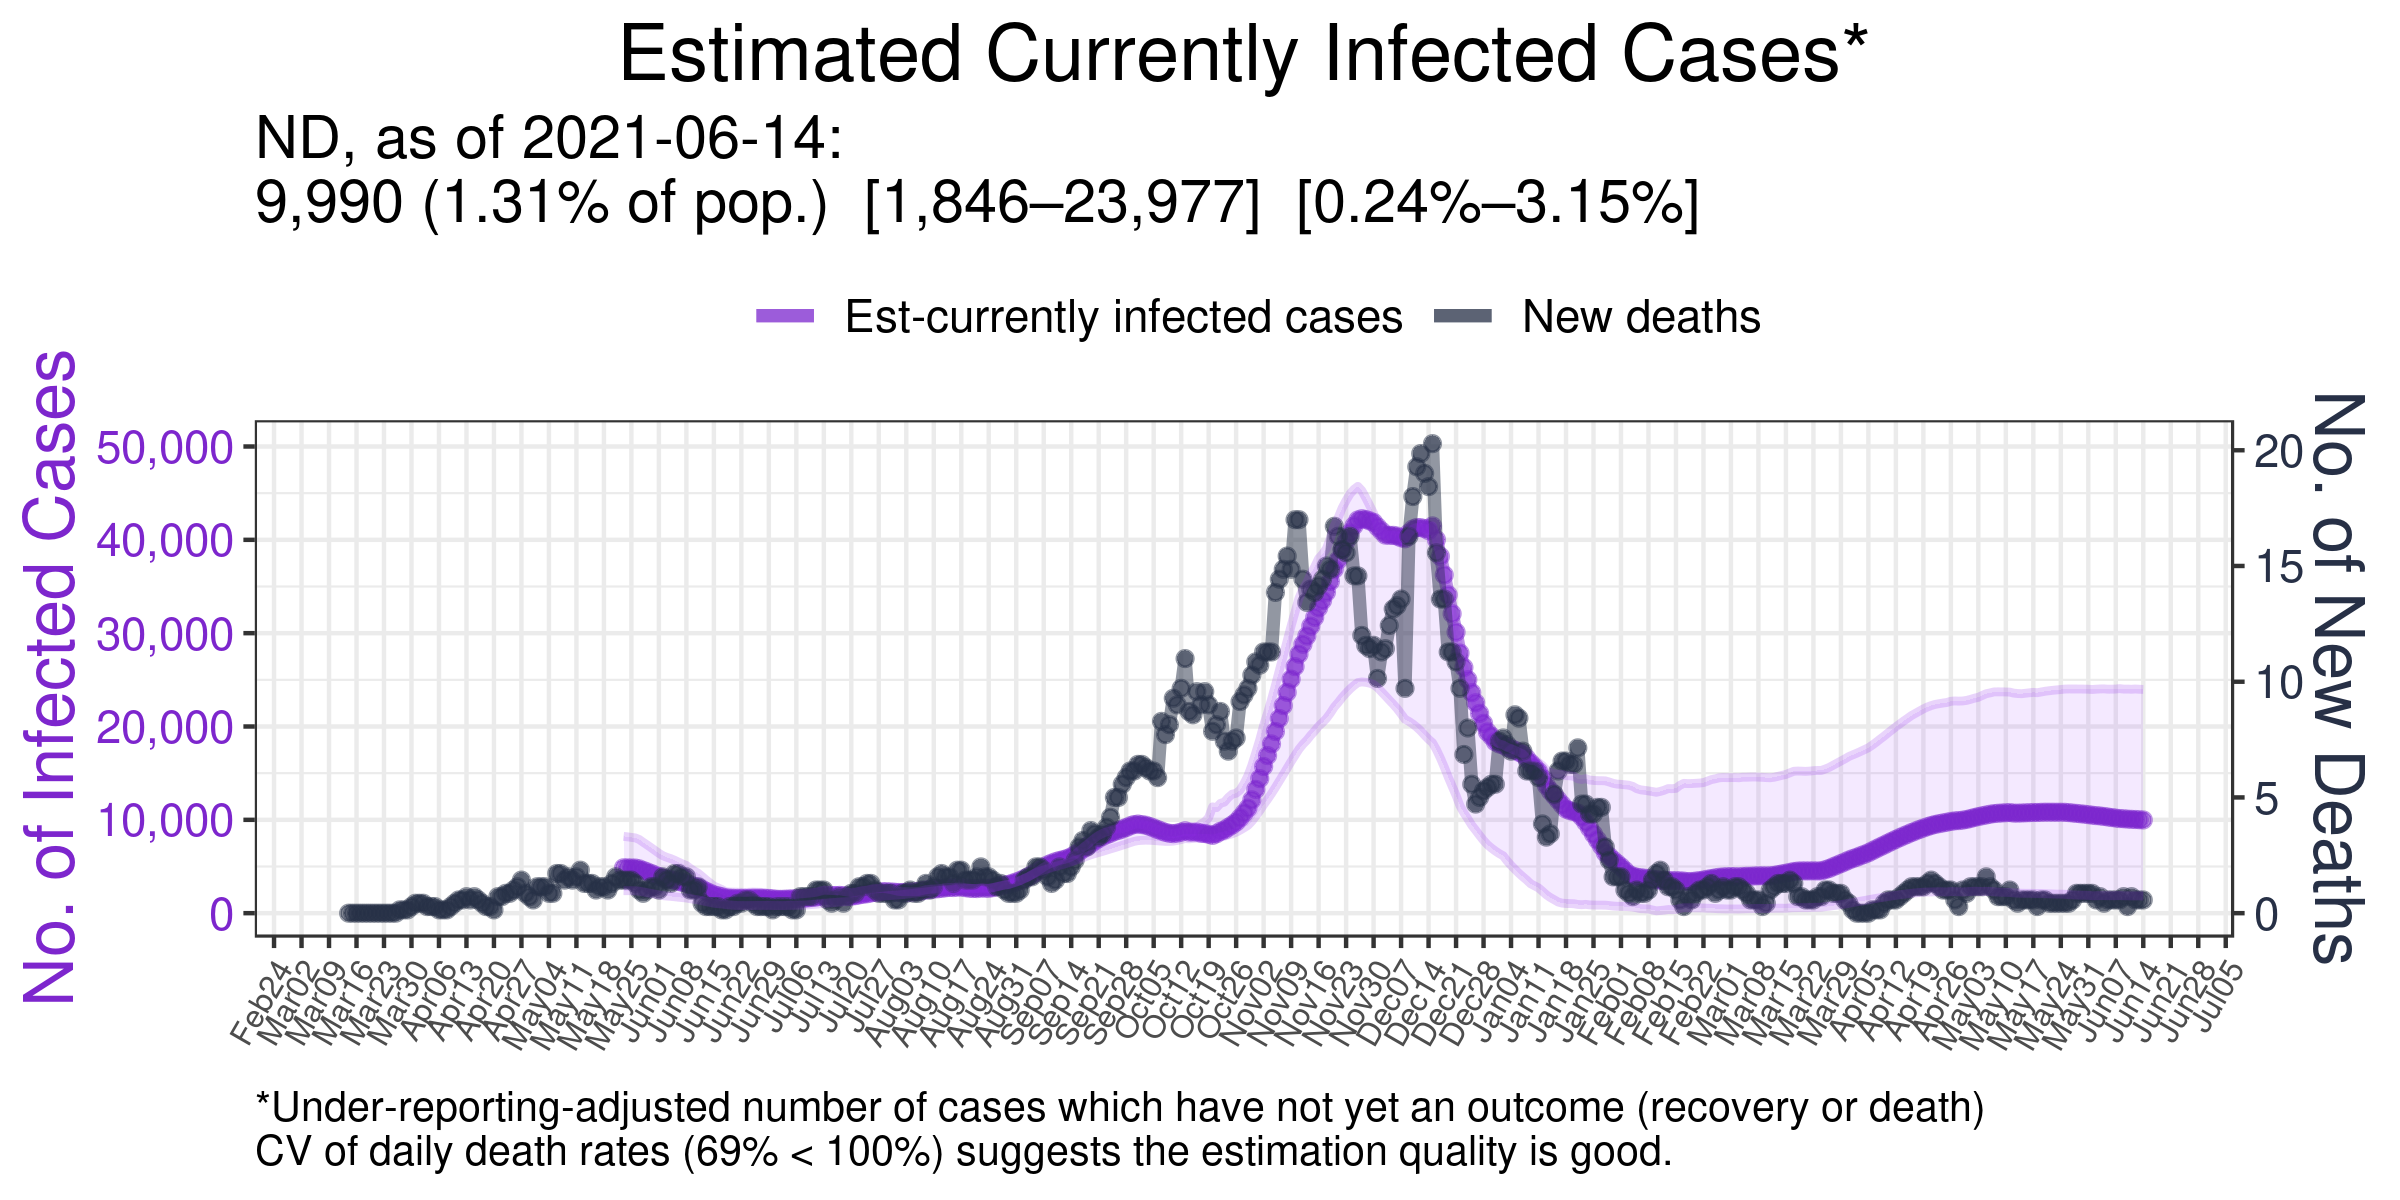 Estimated Currently Infected Cases*
ND, as of 2021-06-14:
9,990 (1.31% of pop.)  [1,846–23,977]  [0.24%–3.15%]
Est-currently infected cases
New deaths
No. of Infected Cases
50,000
40,000
30,000
20,000
10,000
0
20
15
10
5
0
No. of New Deaths
Feb24
Mar02
Mar09
Mar16
Mar23
Mar30
Apr06
Apr13
Apr20
Apr27
May04
May11
May18
May25
Jun01
Jun08
Jun15
Jun22
Jun29
Jul06
Jul13
Jul20
Jul27
Aug03
Aug10
Aug17
Aug24
Aug31
Sep07
Sep14
Sep21
Sep28
Oct05
Oct12
Oct19
Oct26
Nov02
Nov09
Nov16
Nov23
Nov30
Dec07
Dec14
Dec21
Dec28
Jan04
Jan11
Jan18
Jan25
Feb01
Feb08
Feb15
Feb22
Mar01
Mar08
Mar15
Mar22
Mar29
Apr05
Apr12
Apr19
Apr26
May03
May10
May17
May24
May31
Jun07
Jun14
Jun21
Jun28
Jul05
*Under-reporting-adjusted number of cases which have not yet an outcome (recovery or death)
CV of daily death rates (69% < 100%) suggests the estimation quality is good.